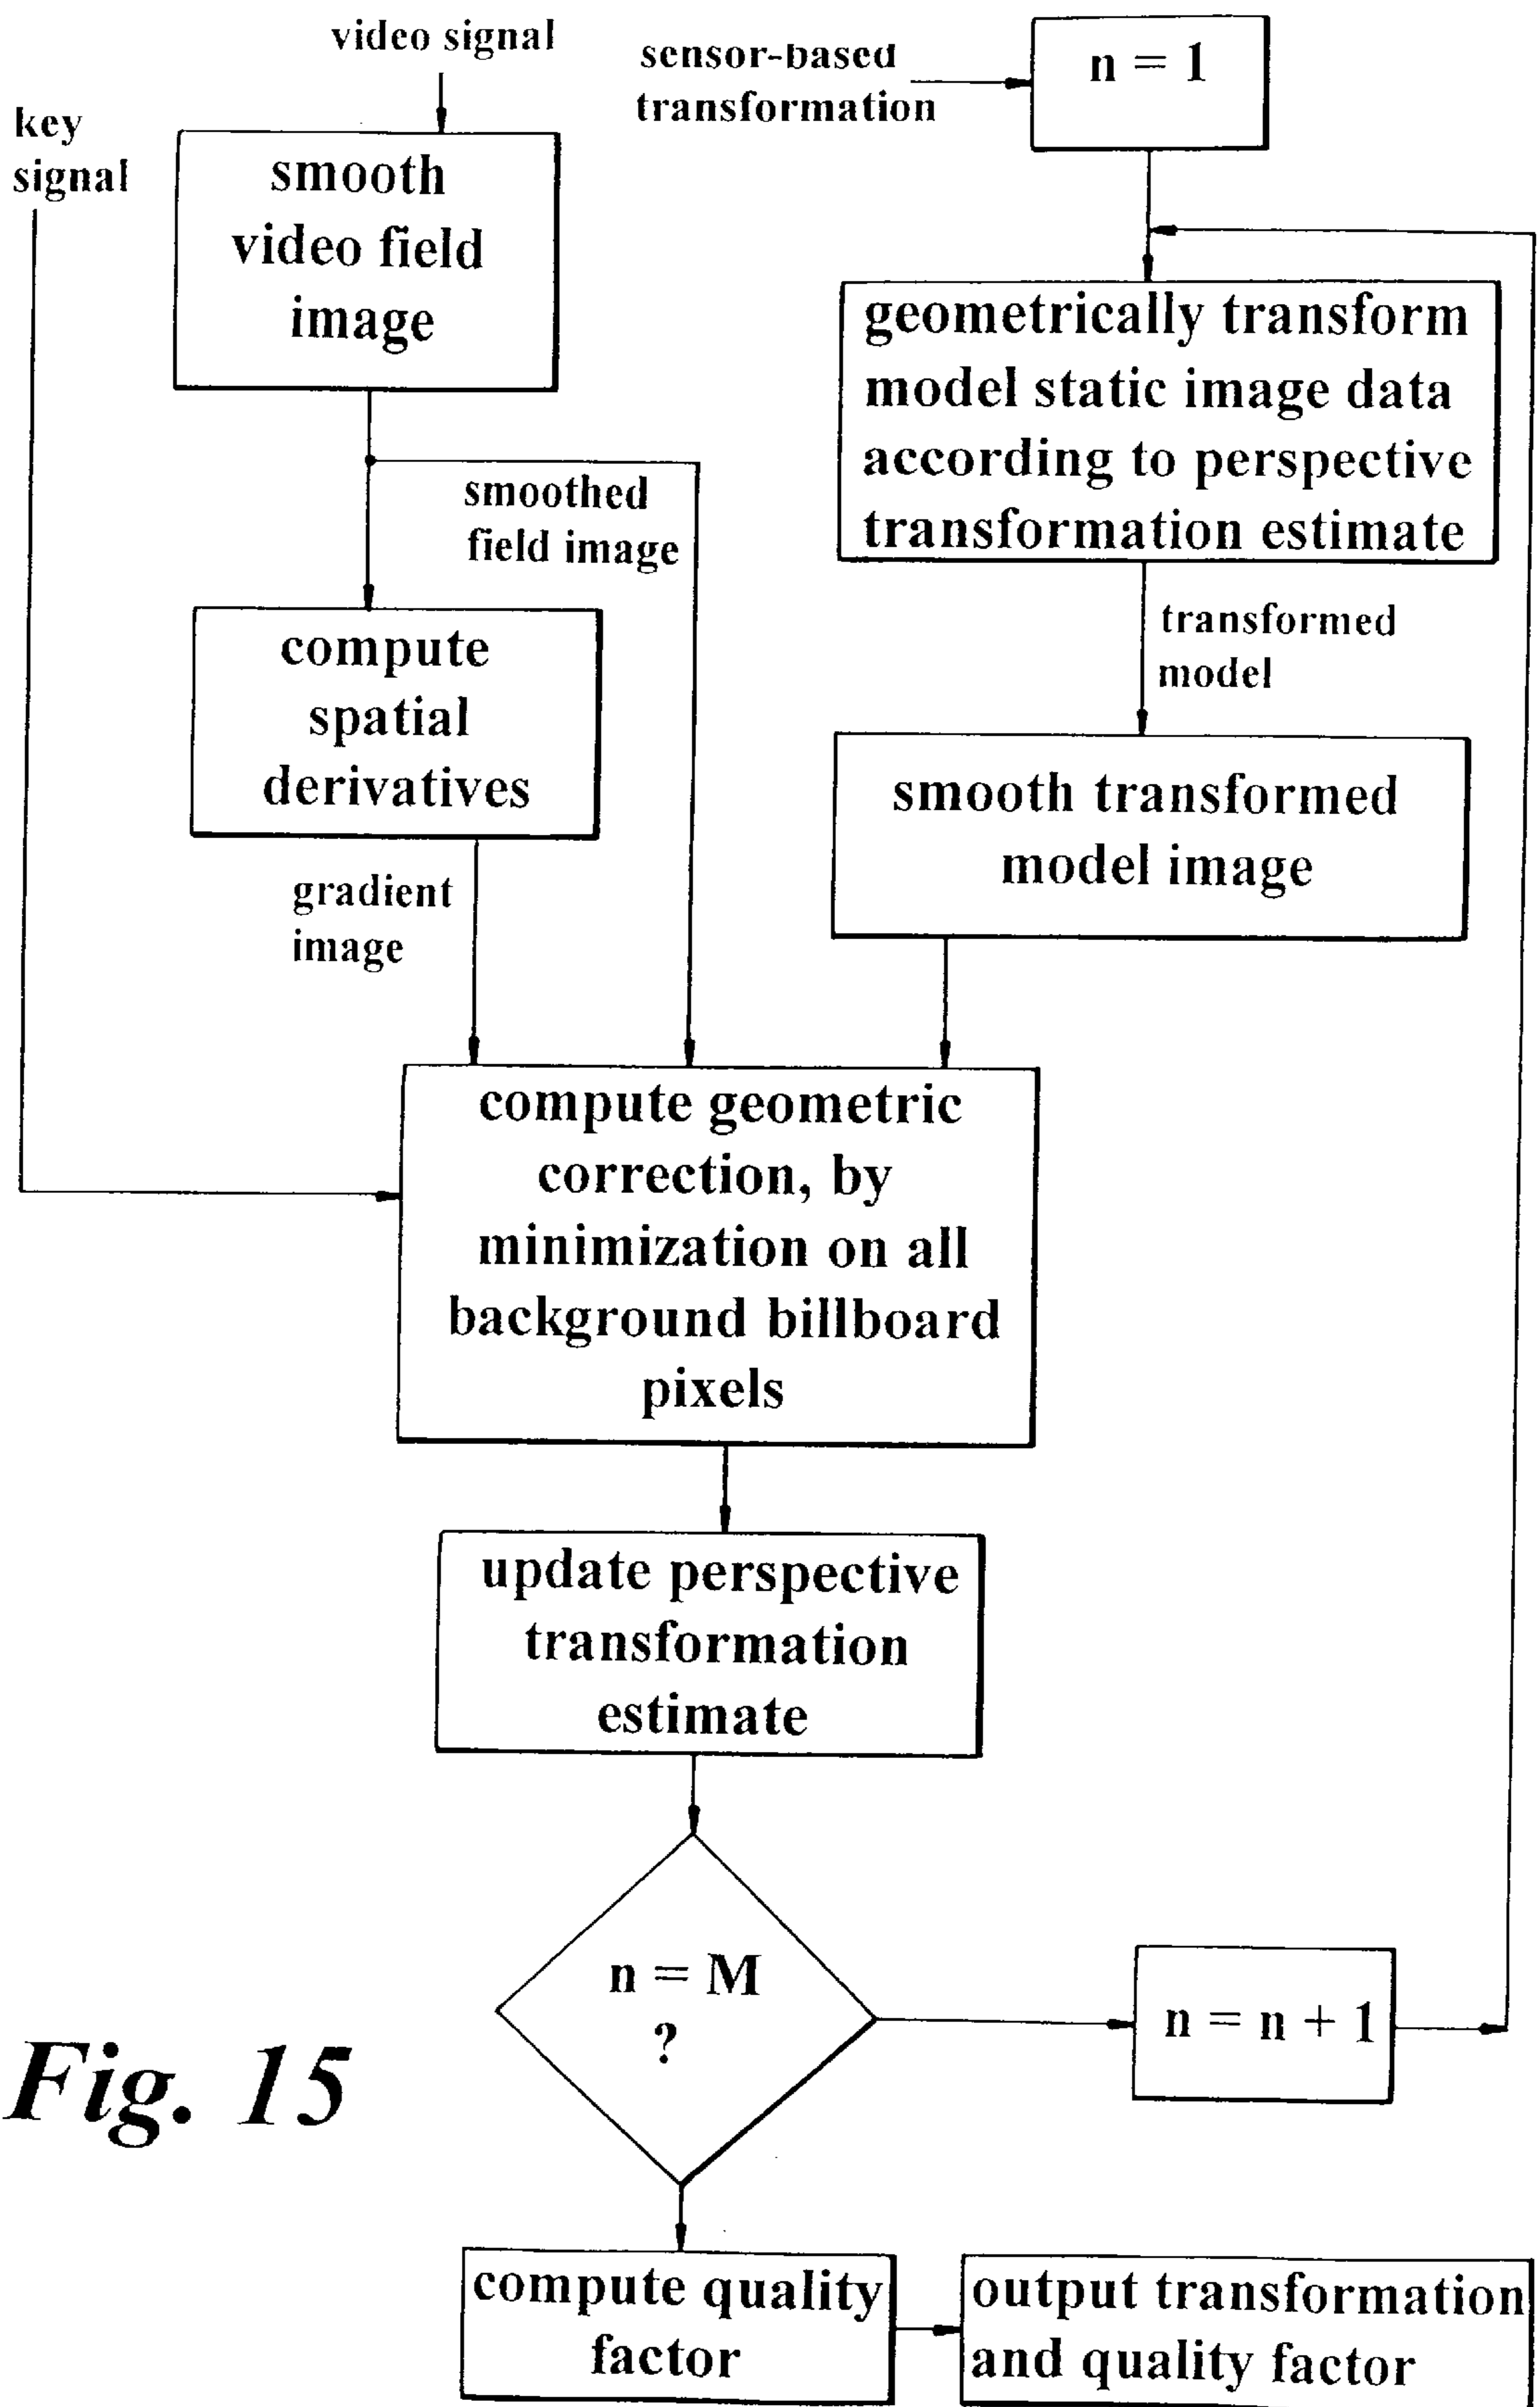 video signal
sensor-based
transformation
n = 1
key
signal
smooth
video field
image
geometrically transform
model static image data
according to perspective
transformation estimate
smoothed
field image
transformed
model
compute
spatial
derivatives
smooth transformed
model image
gradient
image
compute geometric
correction, by
minimization on all
background billboard
pixels
update perspective
transformation
estimate
n = M
?
n = n + 1
Fig. 15
compute quality
factor
output transformation
and quality factor